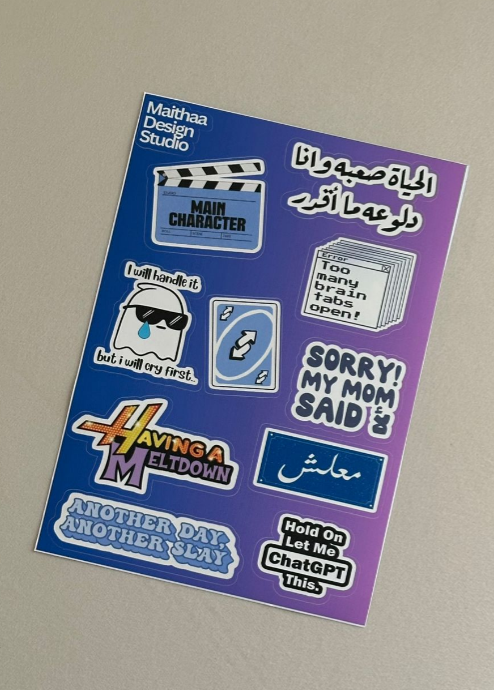 Maithaa
Design
Studio
الحياة صعبه وانا
دلوعه ما أقدر
MAIN
CHARACTER
Error
Too
many
brain
tabs
open!
I will handle it
but i will cry first...
SORRY!
MY MOM
SAID لا
HAVING A
MELTDOWN
معلش
ANOTHER DAY,
ANOTHER SLAY
Hold On
Let Me
ChatGPT
This.